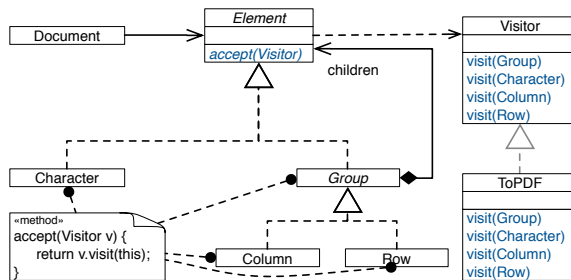 Element
Visitor
Document
accept(Visitor)
visit(Group)
visit(Character)
visit(Column)
visit(Row)
children
Character
Group
ToPDF
visit(Group)
visit(Character)
visit(Column)
visit(Row)
«method»
accept(Visitor v) {
return v.visit(this);
}
Column
Row